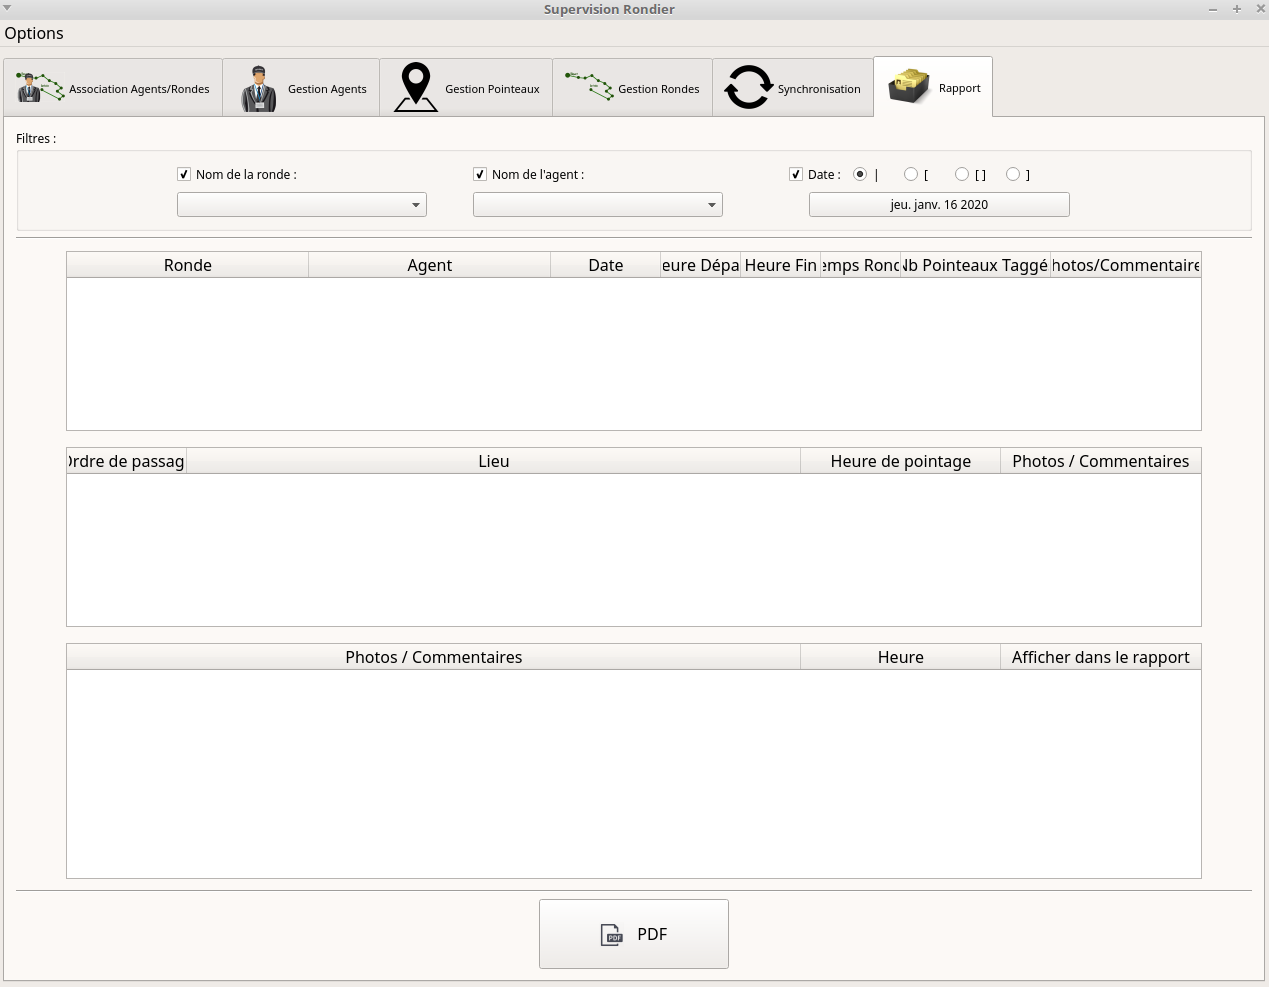 Supervision Rondier
Options
Association Agents/Rondes Gestion Agents Gestion Pointeaux Gestion Rondes Synchronisation Rapport
Filtres :
Nom de la ronde : Nom de l'agent : Date : | [ [ ] ]
jeu. janv. 16 2020
Ronde Agent Date eure Dépa Heure Fin emps Rond Nb Pointeaux Taggé hotos/Commentaire
Ordre de passag Lieu Heure de pointage Photos / Commentaires
Photos / Commentaires Heure Afficher dans le rapport
PDF PDF